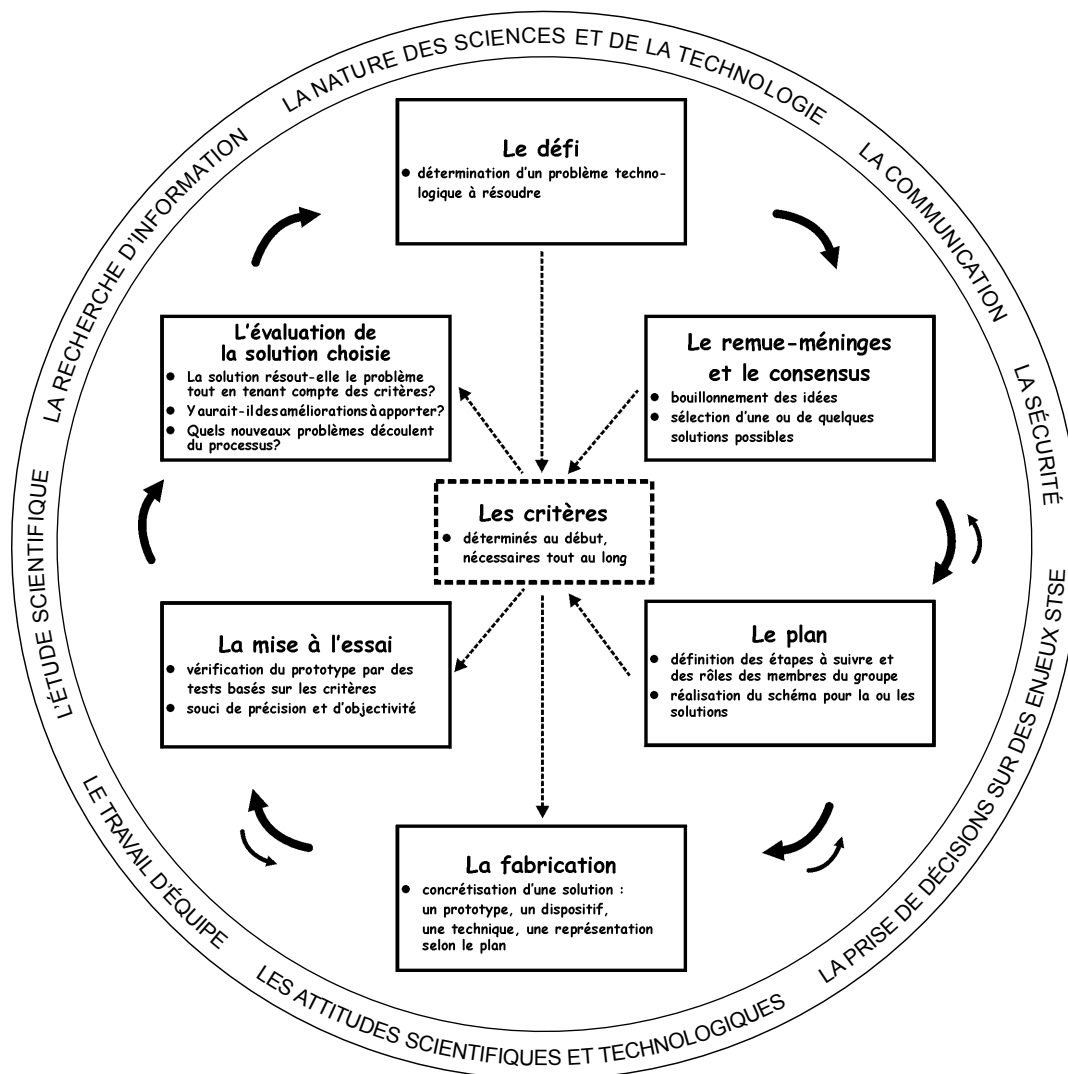 LA NATURE DES SCIENCES ET DE LA TECHNOLOGIE
LA COMMUNICATION
LA SÉCURITÉ
LA PRISE DE DÉCISIONS SUR DES ENJEUX STSE
LES ATTITUDES SCIENTIFIQUES ET TECHNOLOGIQUES
LE TRAVAIL D'ÉQUIPE
L'ÉTUDE SCIENTIFIQUE
LA RECHERCHE D'INFORMATION
Le défi
• détermination d'un problème techno-
logique à résoudre
Le remue-méninges
et le consensus
• bouillonnement des idées
• sélection d'une ou de quelques
solutions possibles
Le plan
• définition des étapes à suivre et
des rôles des membres du groupe
• réalisation du schéma pour la ou les
solutions
La fabrication
• concrétisation d'une solution :
un prototype, un dispositif,
une technique, une représentation
selon le plan
La mise à l'essai
• vérification du prototype par des
tests basés sur les critères
• souci de précision et d'objectivité
L'évaluation de
la solution choisie
• La solution résout-elle le problème
tout en tenant compte des critères?
• Y aurait-il des améliorations à apporter?
• Quels nouveaux problèmes découlent
du processus?
Les critères
• déterminés au début,
nécessaires tout au long